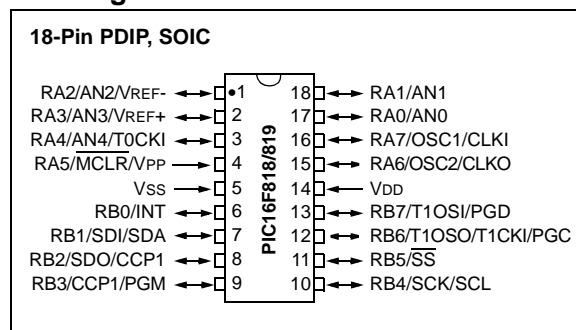 18-Pin PDIP, SOIC
RA2/AN2/VREF- 1 18 RA1/AN1
RA3/AN3/VREF+ 2 17 RA0/AN0
RA4/AN4/T0CKI 3 16 RA7/OSC1/CLKI
RA5/MCLR/VPP 4 15 RA6/OSC2/CLKO
VSS 5 14 VDD
RB0/INT 6 13 RB7/T1OSI/PGD
RB1/SDI/SDA 7 12 RB6/T1OSO/T1CKI/PGC
RB2/SDO/CCP1 8 11 RB5/SS
RB3/CCP1/PGM 9 10 RB4/SCK/SCL
PIC16F818/819